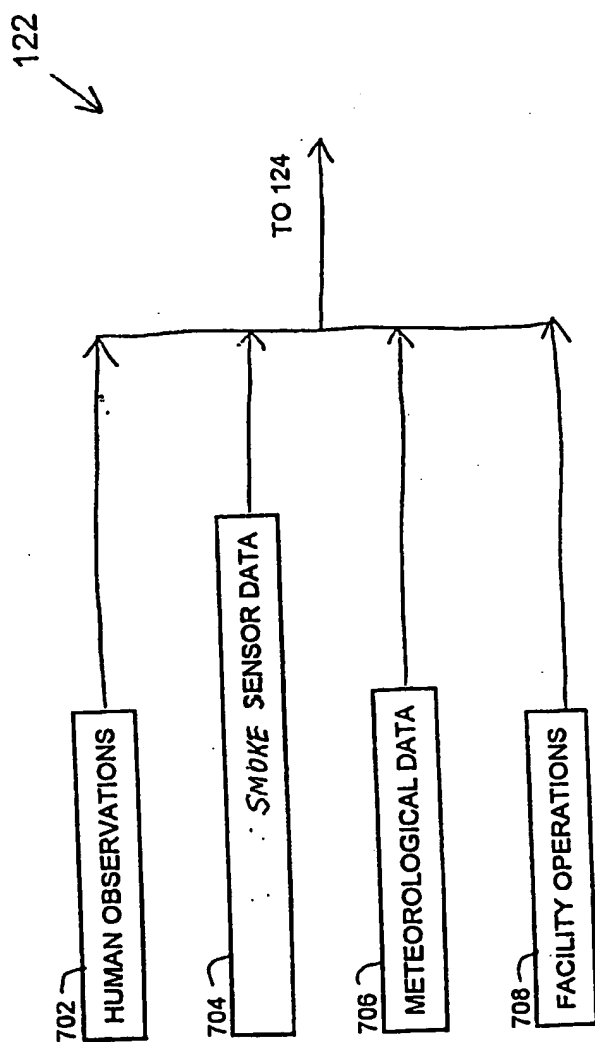 122
TO 124
702
HUMAN OBSERVATIONS
704
SMOKE SENSOR DATA
706
METEOROLOGICAL DATA
708
FACILITY OPERATIONS